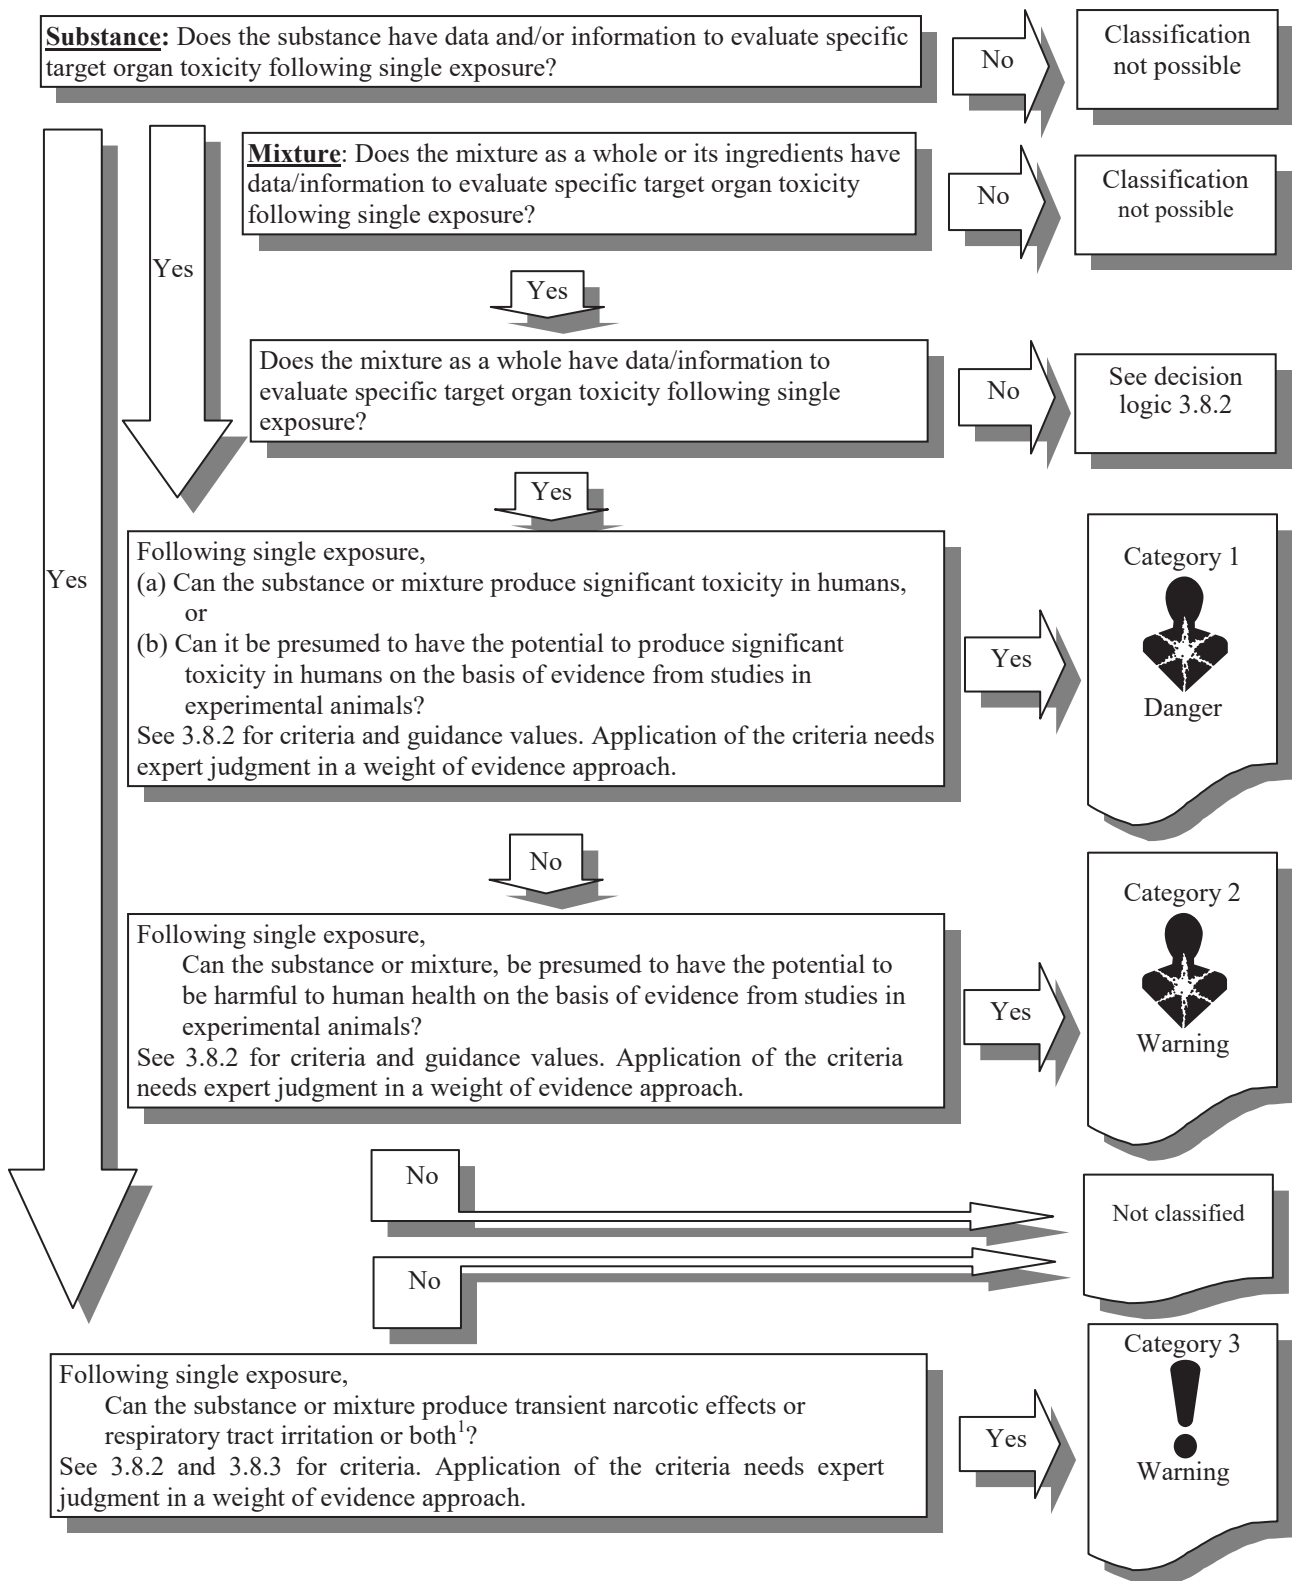 Substance: Does the substance have data and/or information to evaluate specific
target organ toxicity following single exposure?
No
Classification
not possible
Mixture: Does the mixture as a whole or its ingredients have
data/information to evaluate specific target organ toxicity
following single exposure?
No
Classification
not possible
Yes
Yes
Does the mixture as a whole have data/information to
evaluate specific target organ toxicity following single
exposure?
No
See decision
logic 3.8.2
Yes
Yes
Following single exposure,
(a) Can the substance or mixture produce significant toxicity in humans,
or
(b) Can it be presumed to have the potential to produce significant
toxicity in humans on the basis of evidence from studies in
experimental animals?
See 3.8.2 for criteria and guidance values. Application of the criteria needs
expert judgment in a weight of evidence approach.
Yes
Category 1
Danger
No
Following single exposure,
Can the substance or mixture, be presumed to have the potential to
be harmful to human health on the basis of evidence from studies in
experimental animals?
See 3.8.2 for criteria and guidance values. Application of the criteria
needs expert judgment in a weight of evidence approach.
Yes
Category 2
Warning
No
Not classified
No
Following single exposure,
Can the substance or mixture produce transient narcotic effects or
respiratory tract irritation or both1?
See 3.8.2 and 3.8.3 for criteria. Application of the criteria needs expert
judgment in a weight of evidence approach.
Yes
Category 3
Warning